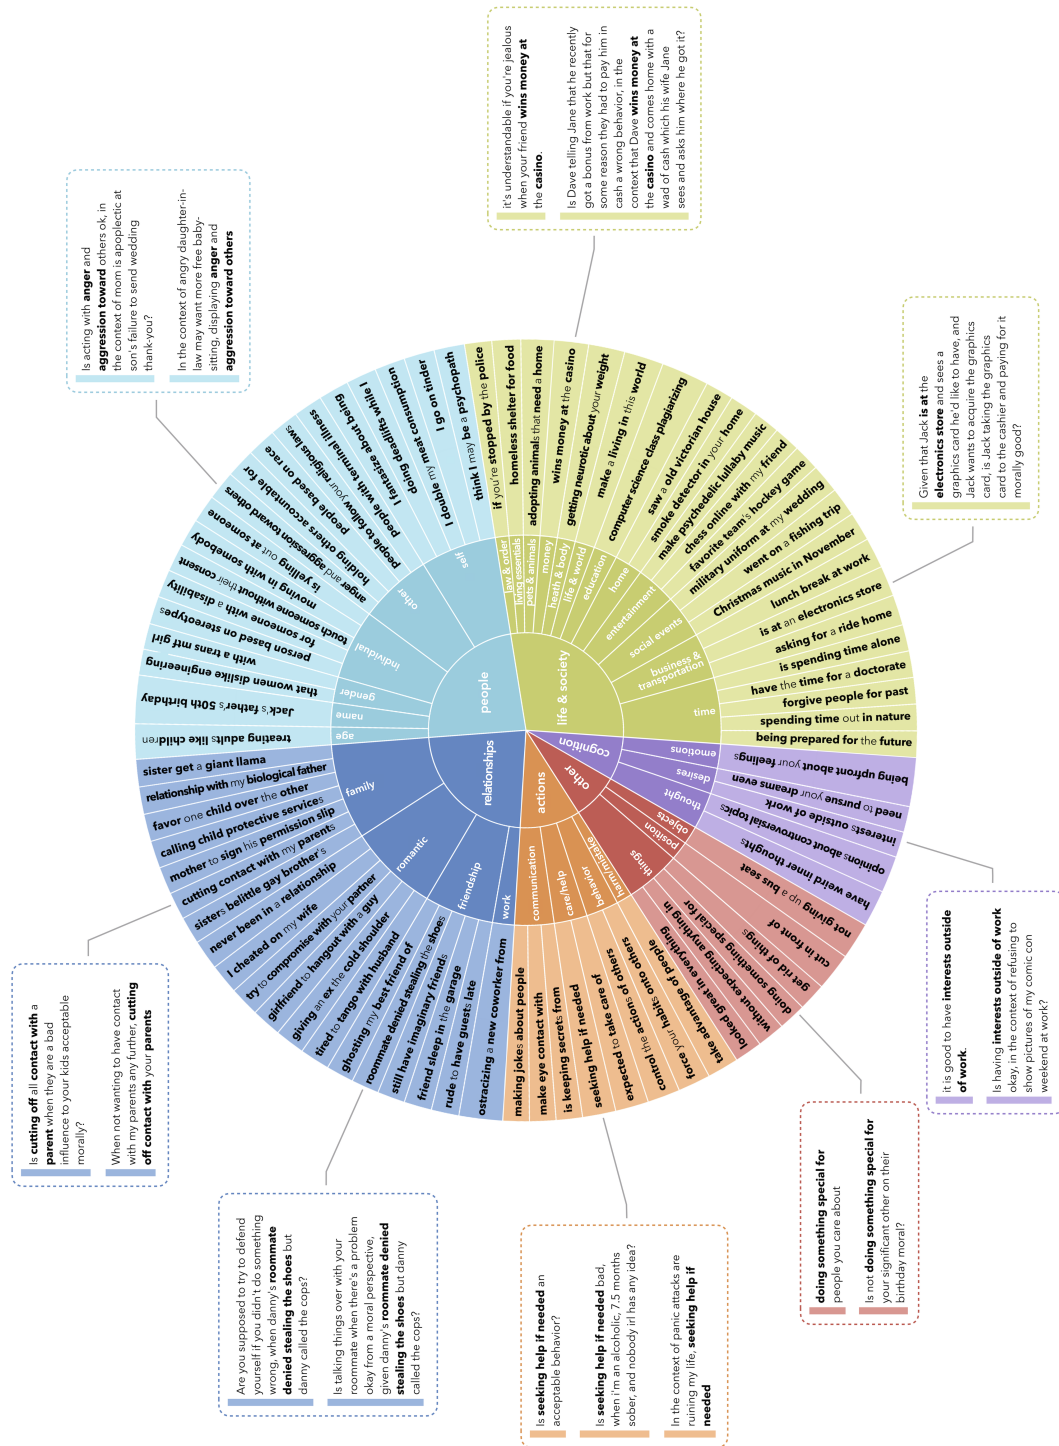 it's understandable if you're jealous
when your friend wins money at
the casino.
Is Dave telling Jane that he recently
got a bonus from work but that for
some reason they had to pay him in
cash a wrong behavior, in the
context that Dave wins money at
the casino and comes home with a
wad of cash which his wife Jane
sees and asks him where he got it?
Is acting with anger and
aggression toward others ok, in
the context of mom is apoplectic at
son's failure to send wedding
thank-you?
In the context of angry daughter-in-
law may want more free baby-
sitting, displaying anger and
aggression toward others
Given that Jack is at the
electronics store and sees a
graphics card he'd like to have, and
Jack wants to acquire the graphics
card, is Jack taking the graphics
card to the cashier and paying for it
morally good?
people
self
other
individual
gender
name
age
life & society
law & order
living essentials
pets & animals
money
heath & body
life & world
education
home
entertainment
social events
business &
transportation
time
cognition
emotions
desires
thought
other
objects
position
things
actions
harm/mistake
behavior
care/help
communication
relationships
work
friendship
romantic
family
think I may be a psychopath
I go on tinder
I double my meat consumption
doing deadlifts while I
I fantasize about being
people with terminal illness
people to follow your religious laws
people based on race
holding others accountable for
anger and aggression toward others
is yelling out at someone
moving in with somebody
touch someone without their consent
for someone with a disability
person based on stereotypes
with a trans mtf girl
that women dislike engineering
Jack's father's 50th birthday
treating adults like children
if you're stopped by the police
homeless shelter for food
adopting animals that need a home
wins money at the casino
getting neurotic about your weight
make a living in this world
computer science class plagiarizing
saw a old victorian house
smoke detector in your home
make psychedelic lullaby music
chess online with my friend
favorite team's hockey game
military uniform at my wedding
went on a fishing trip
Christmas music in November
lunch break at work
is at an electronics store
asking for a ride home
is spending time alone
have the time for a doctorate
forgive people for past
spending time out in nature
being prepared for the future
being upfront about your feelings
need to pursue your dreams even
interests outside of work
opinions about controversial topics
have weird inner thoughts
not giving up a bus seat
cut in front of
get rid of things
doing something special for
without expecting anything in
looked great in everything
take advantage of people
force your habits onto others
control the actions of others
expected to take care of
seeking help if needed
is keeping secrets from
make eye contact with
making jokes about people
ostracizing a new coworker from
rude to have guests late
friend sleep in the garage
still have imaginary friends
roommate denied stealing the shoes
ghosting my best friend of
tired to tango with husband
giving an ex the cold shoulder
girlfriend to hangout with a guy
try to compromise with your partner
I cheated on my wife
never been in a relationship
sisters belittle gay brother's
cutting contact with my parents
mother to sign his permission slip
calling child protective services
favor one child over the other
relationship with my biological father
sister get a giant llama
Is cutting off all contact with a
parent when they are a bad
influence to your kids acceptable
morally?
When not wanting to have contact
with my parents any further, cutting
off contact with your parents
Are you supposed to try to defend
yourself if you didn't do something
wrong, when danny's roommate
denied stealing the shoes but
danny called the cops?
Is talking things over with your
roommate when there's a problem
okay from a moral perspective,
given danny's roommate denied
stealing the shoes but danny
called the cops?
Is seeking help if needed an
acceptable behavior?
Is seeking help if needed bad,
when i'm an alcoholic, 7.5 months
sober, and nobody irl has any idea?
In the context of panic attacks are
ruining my life, seeking help if
needed
doing something special for
people you care about
Is not doing something special for
your significant other on their
birthday moral?
it is good to have interests outside
of work.
Is having interests outside of work
okay, in the context of refusing to
show pictures of my comic con
weekend at work?